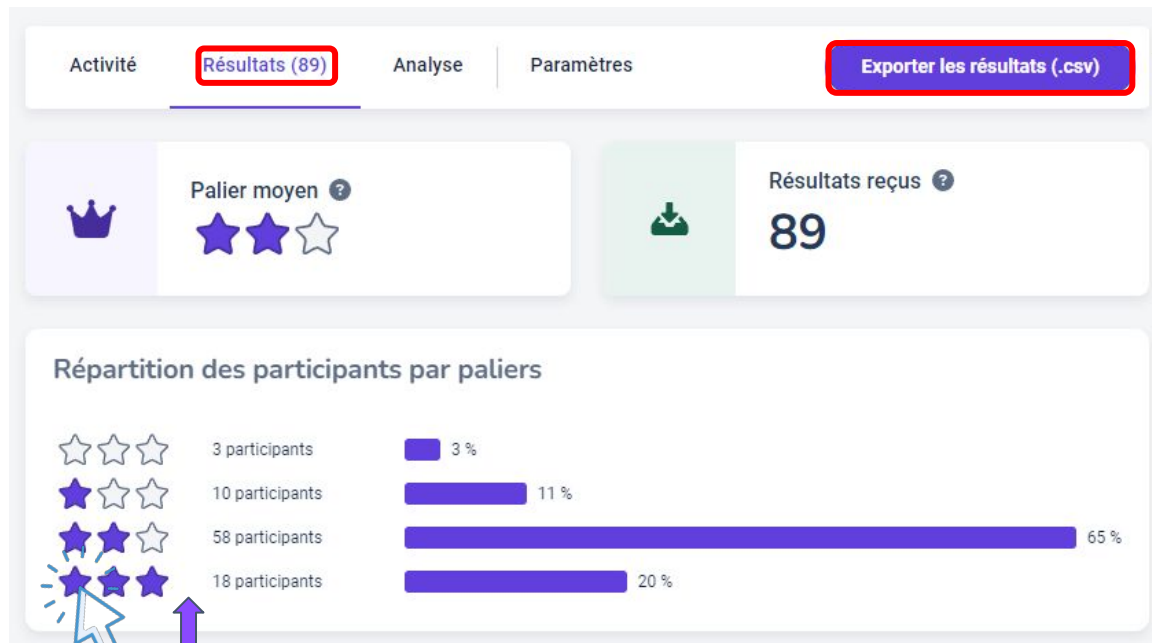 Activité Résultats (89) Analyse Paramètres Exporter les résultats (.csv)
Palier moyen ?
Résultats reçus ?
89
Répartition des participants par paliers
3 participants 3 %
10 participants 11 %
58 participants 65 %
18 participants 20 %